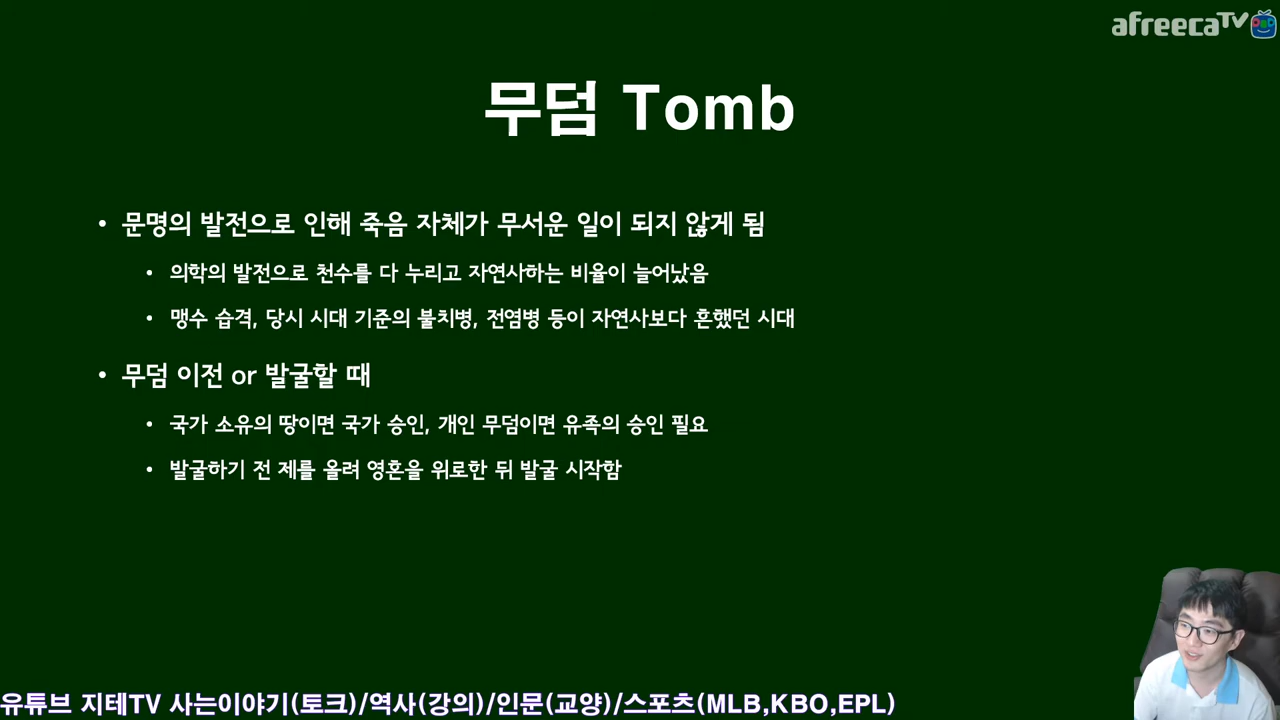 afreecaTV
무덤 Tomb
• 문명의 발전으로 인해 죽음 자체가 무서운 일이 되지 않게 됨
• 의학의 발전으로 천수를 다 누리고 자연사하는 비율이 늘어났음
• 맹수 습격, 당시 시대 기준의 불치병, 전염병 등이 자연사보다 흔했던 시대
• 무덤 이전 or 발굴할 때
• 국가 소유의 땅이면 국가 승인, 개인 무덤이면 유족의 승인 필요
• 발굴하기 전 제를 올려 영혼을 위로한 뒤 발굴 시작함
유튜브 지테TV 사는이야기(토크)/역사(강의)/인문(교양)/스포츠(MLB,KBO,EPL)